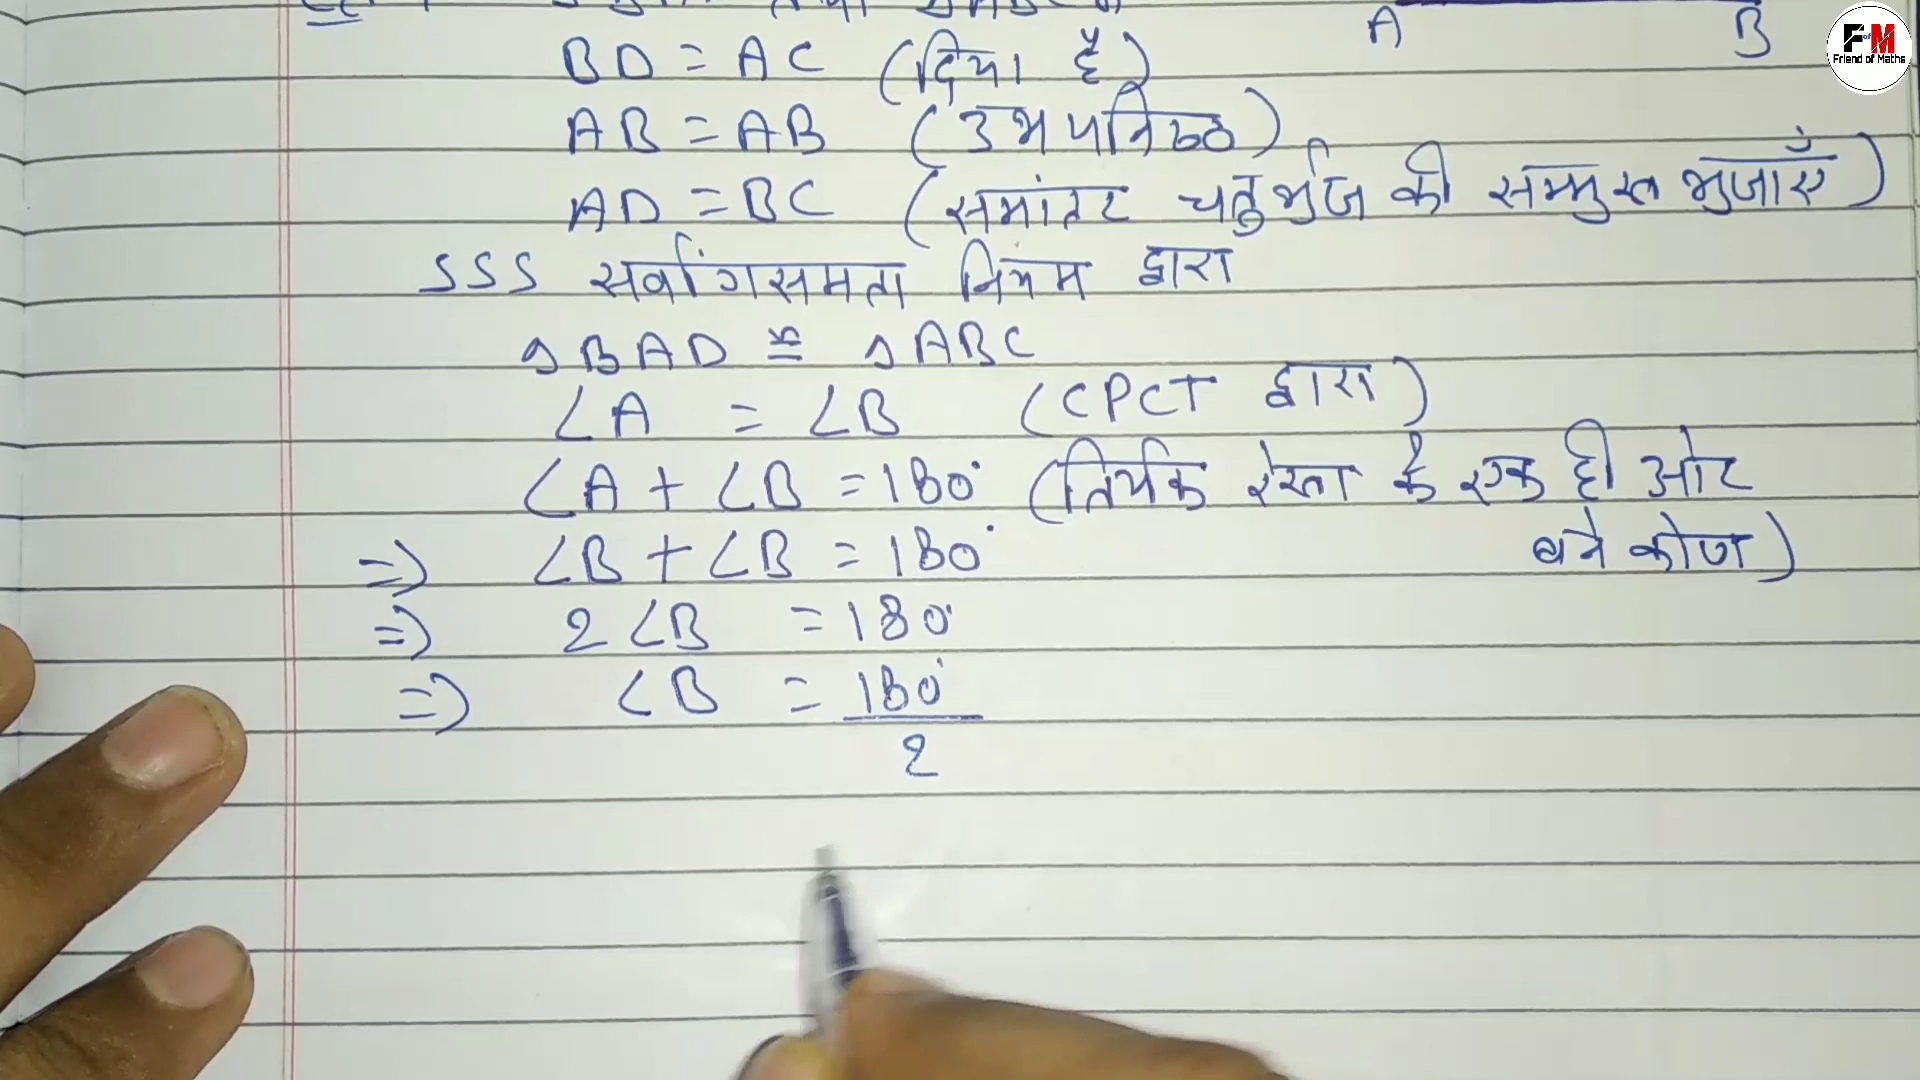 A B
F of M
Friend of Maths
BD = AC (दिया है)
AB = AB (उभयनिष्ठ)
AD = BC (समांतर चतुर्भुज की सम्मुख भुजाएँ)
SSS सर्वांगसमता नियम द्वारा
△BAD ≅ △ABC
∠A = ∠B (CPCT द्वारा)
∠A + ∠B = 180° (तिर्यक रेखा के एक ही ओर
बने कोण)
=> ∠B + ∠B = 180°
=> 2∠B = 180°
=> ∠B = 180°
2